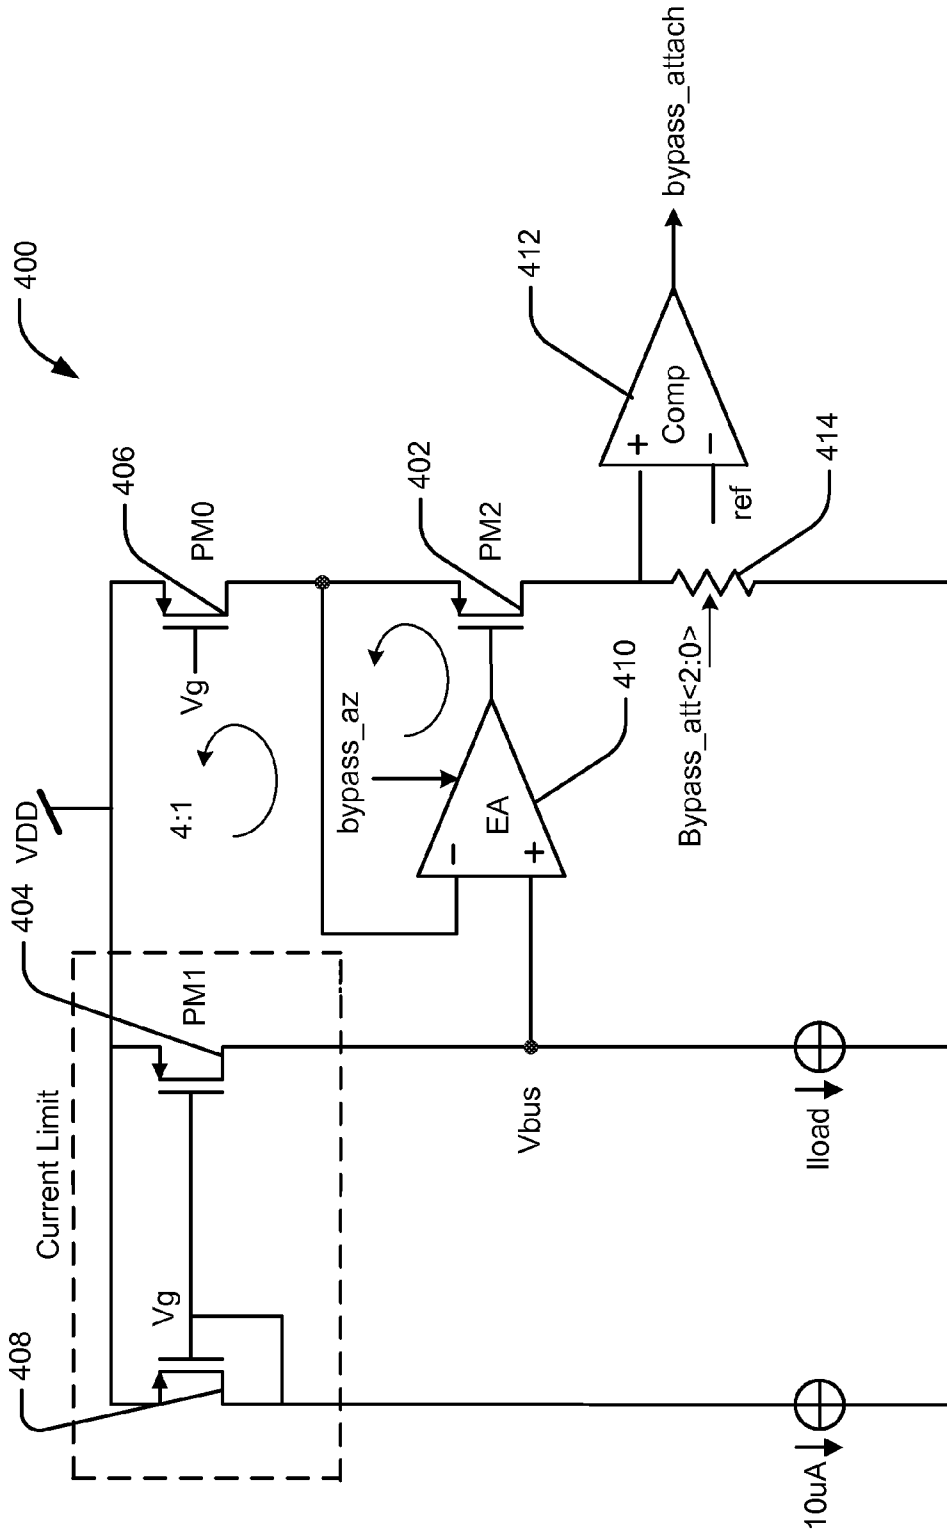 400
VDD
404
Current Limit
408
Vg
PM1
4:1
Vg
PM0
406
bypass_az
EA
-
+
PM2
402
410
Vbus
412
Comp
+
-
ref
bypass_attach
414
Bypass_att<2:0>
10uA
Iload